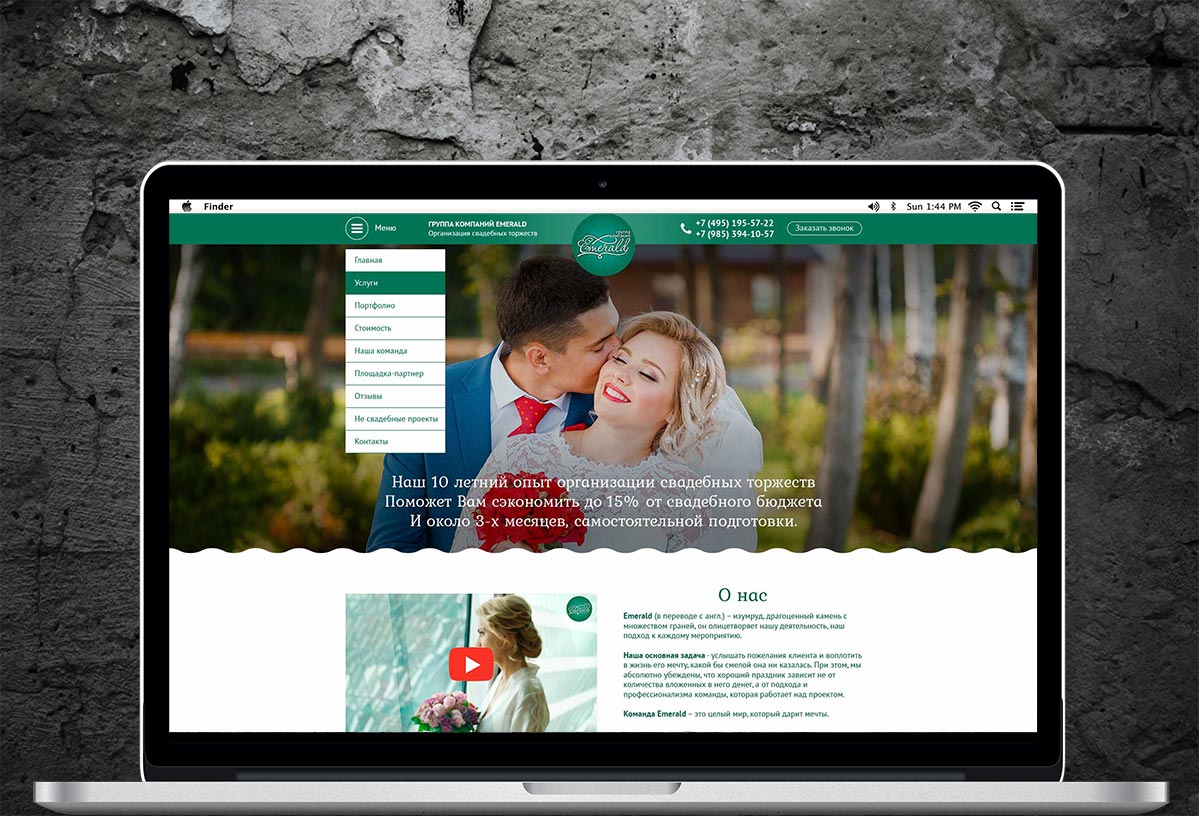 Finder
Sun 1:44 PM
Меню
ГРУППА КОМПАНИЙ EMERALD
Организация свадебных торжеств
группа
компаний
Emerald
+7 (495) 195-57-22
+7 (985) 394-10-57
Заказать звонок
Главная
Услуги
Портфолио
Стоимость
Наша команда
Площадка-партнер
Отзывы
Не свадебные проекты
Контакты
Наш 10 летний опыт организации свадебных торжеств
Поможет Вам сэкономить до 15% от свадебного бюджета
И около 3-х месяцев, самостоятельной подготовки.
О нас
Emerald (в переводе с англ.) – изумруд, драгоценный камень с
множеством граней, он олицетворяет нашу деятельность, наш
подход к каждому мероприятию.
Наша основная задача - услышать пожелания клиента и воплотить
в жизнь его мечту, какой бы смелой она ни казалась. При этом, мы
абсолютно убеждены, что хороший праздник зависит не от
количества вложенных в него денег, а от подхода и
профессионализма команды, которая работает над проектом.
Команда Emerald – это целый мир, который дарит мечты.